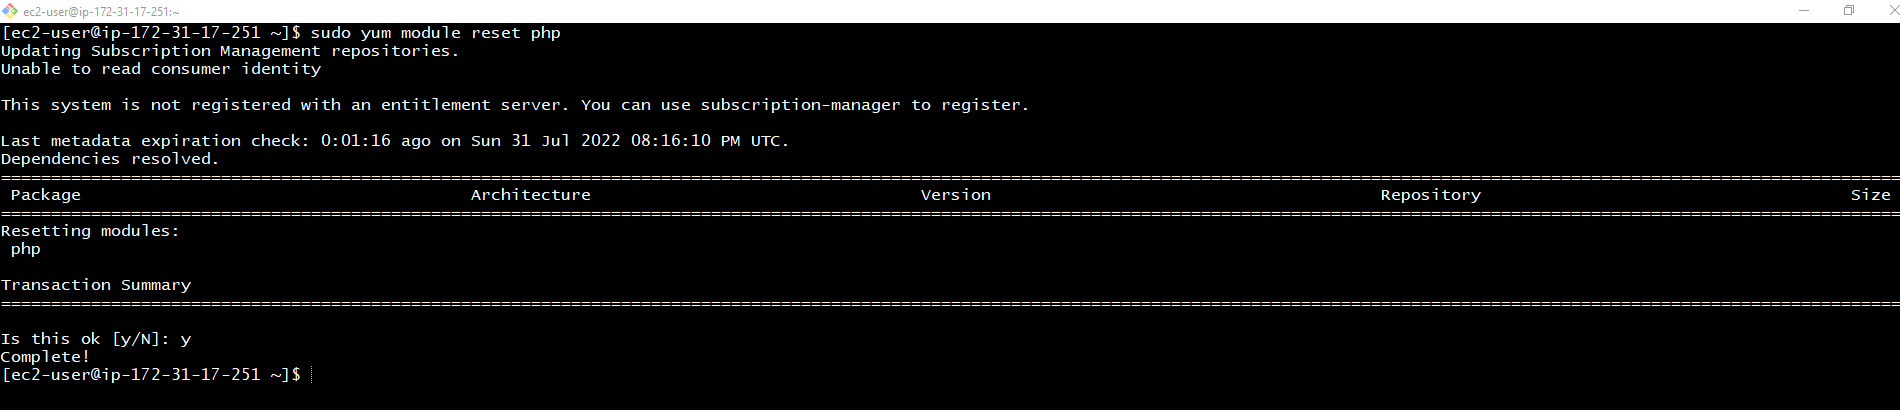 ec2-user@ip-172-31-17-251:~
[ec2-user@ip-172-31-17-251 ~]$ sudo yum module reset php
Updating Subscription Management repositories.
Unable to read consumer identity
This system is not registered with an entitlement server. You can use subscription-manager to register.
Last metadata expiration check: 0:01:16 ago on Sun 31 Jul 2022 08:16:10 PM UTC.
Dependencies resolved.
Package Architecture Version Repository Size
Resetting modules:
php
Transaction Summary
Is this ok [y/N]: y
Complete!
[ec2-user@ip-172-31-17-251 ~]$